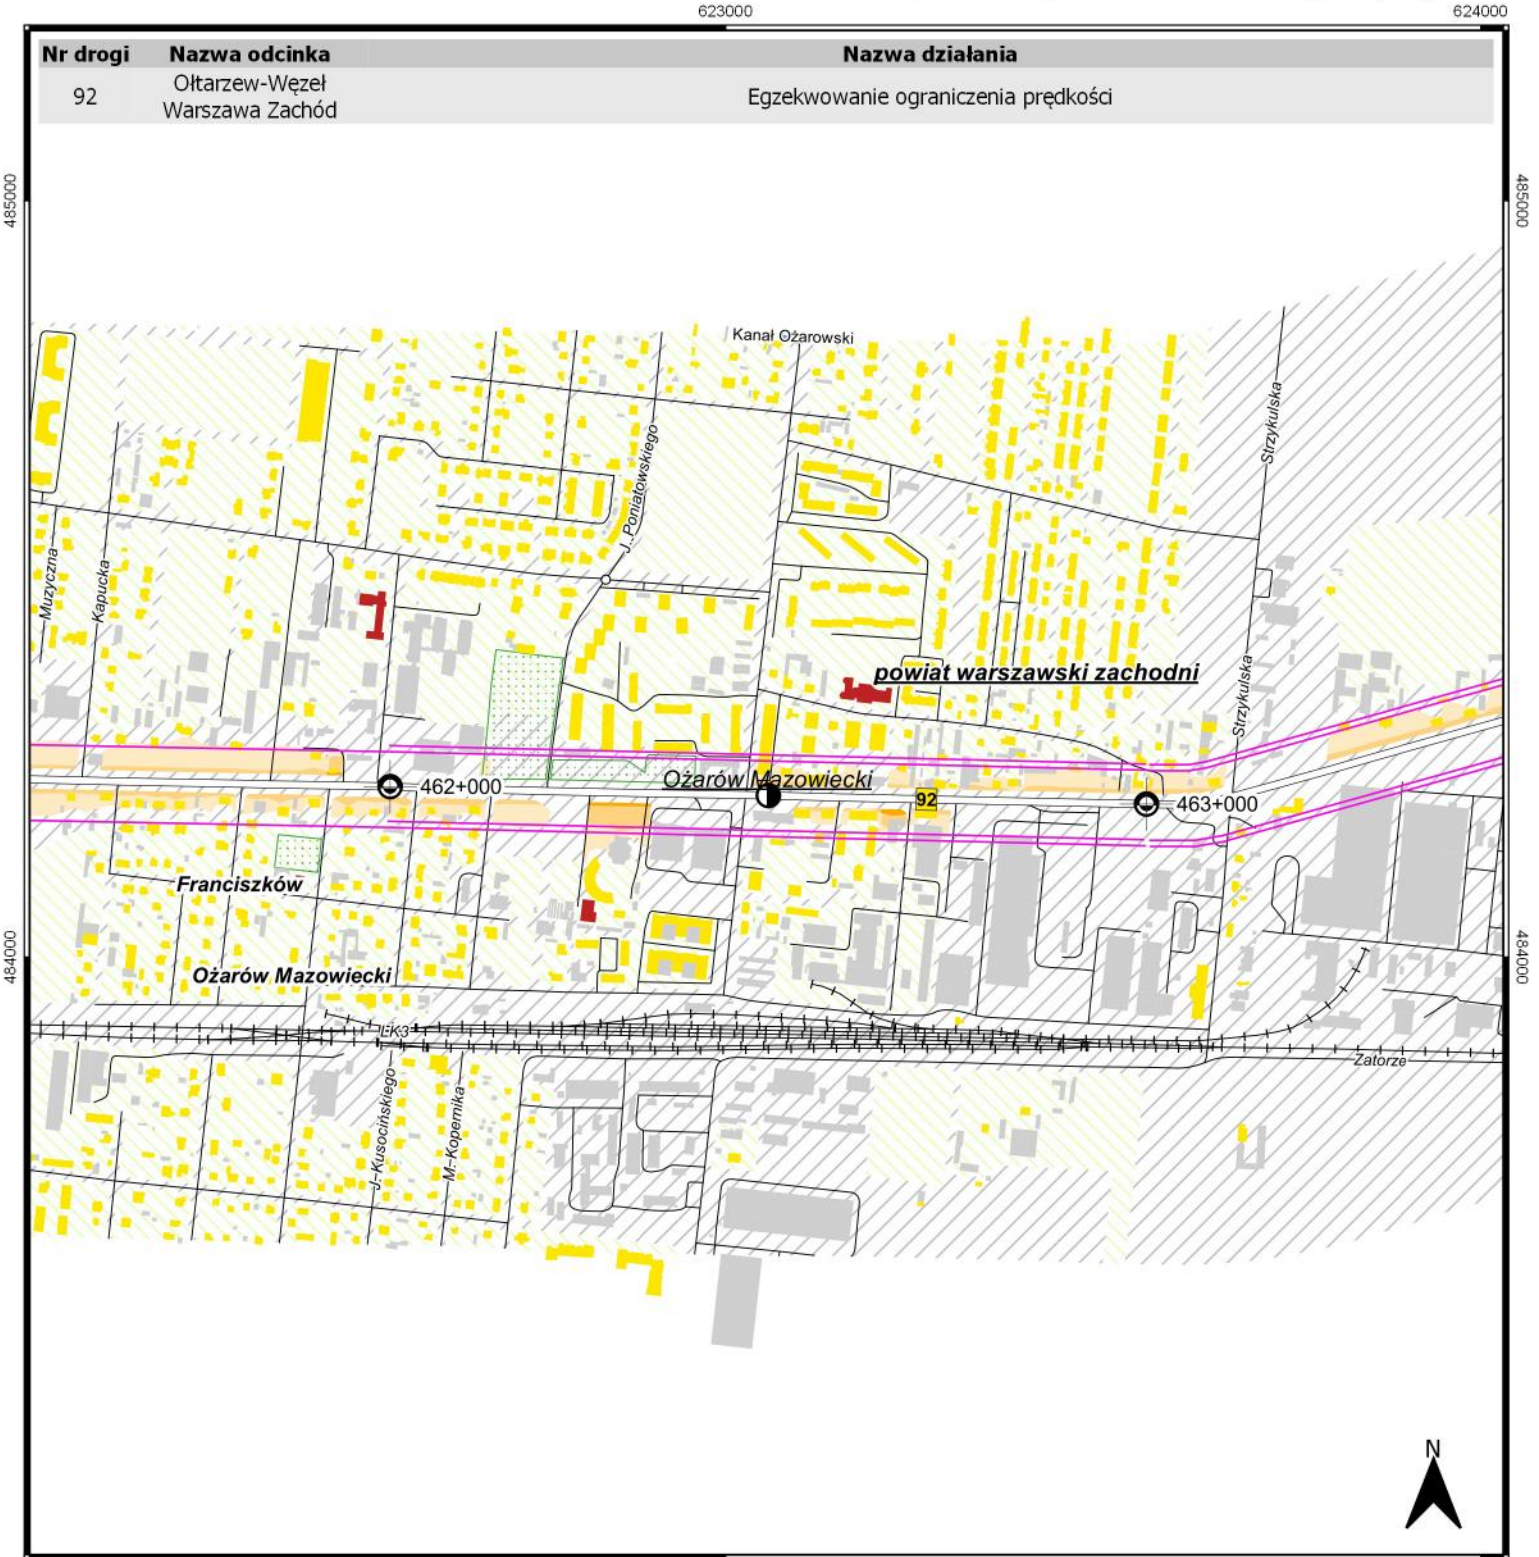 623000
624000
Nr drogi Nazwa odcinka Nazwa działania
92 Ołtarzew-Węzeł Warszawa Zachód Egzekwowanie ograniczenia prędkości
485000
485000
Kanał Ożarowski
Strzykulska
J. Poniatowskiego
Muzyczna
Kapucka
powiat warszawski zachodni
Strzykulska
Ożarów Mazowiecki
462+000
92
463+000
Franciszków
484000
484000
Ożarów Mazowiecki
LK3
Zatorze
J. Kusocińskiego
M. Kopernika
N